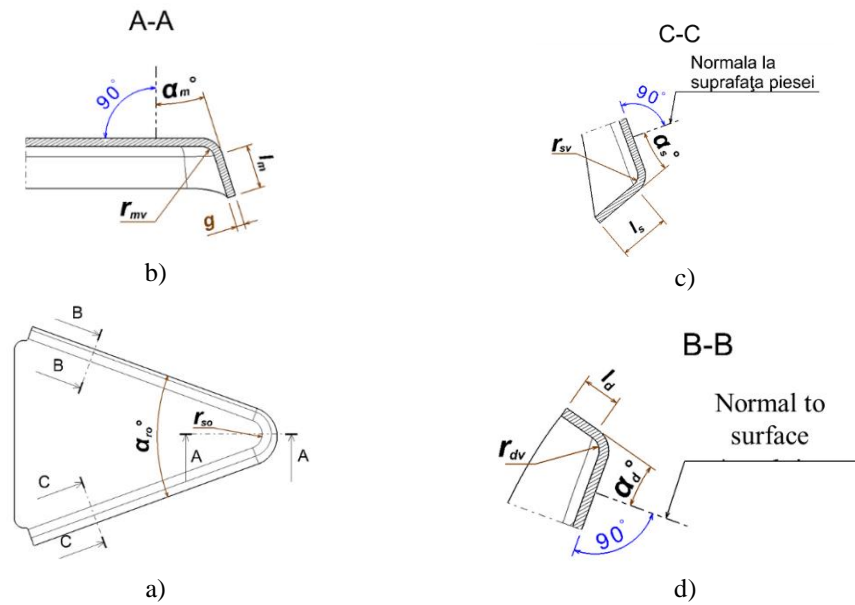 A-A
90°
αm°
lm
rmv
g
b)
C-C
Normala la
suprafaţa piesei
90°
rsv
αs°
ls
c)
B
B
αro°
rso
A
A
C
C
a)
B-B
ld
Normal to
surface
rdv
αd°
90°
d)